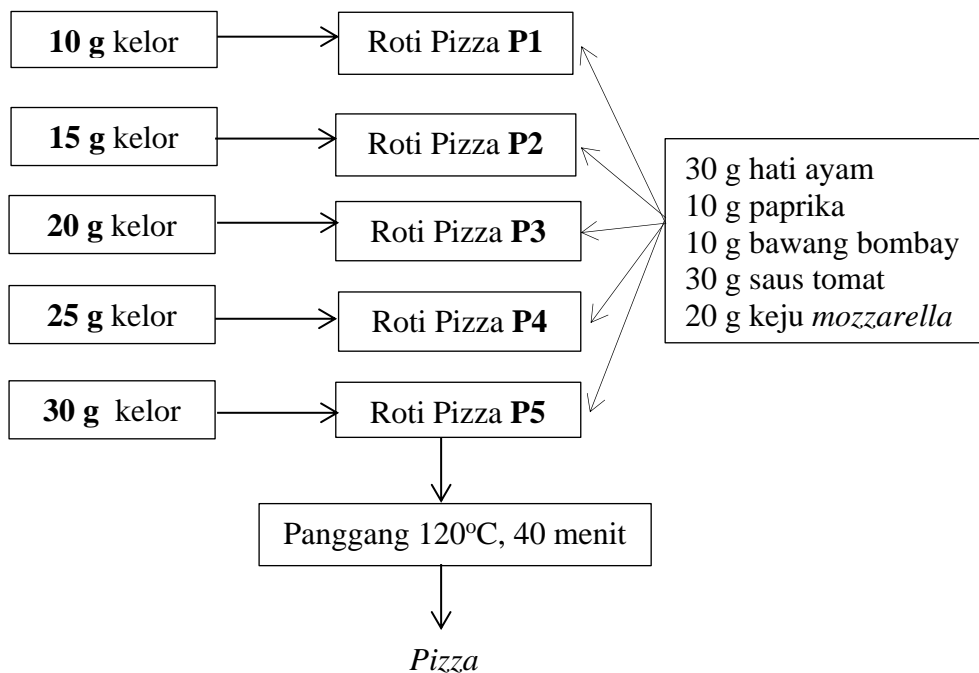 10 g kelor
Roti Pizza P1
15 g kelor
Roti Pizza P2
20 g kelor
Roti Pizza P3
25 g kelor
Roti Pizza P4
30 g kelor
Roti Pizza P5
30 g hati ayam
10 g paprika
10 g bawang bombay
30 g saus tomat
20 g keju mozzarella
Panggang 120°C, 40 menit
Pizza